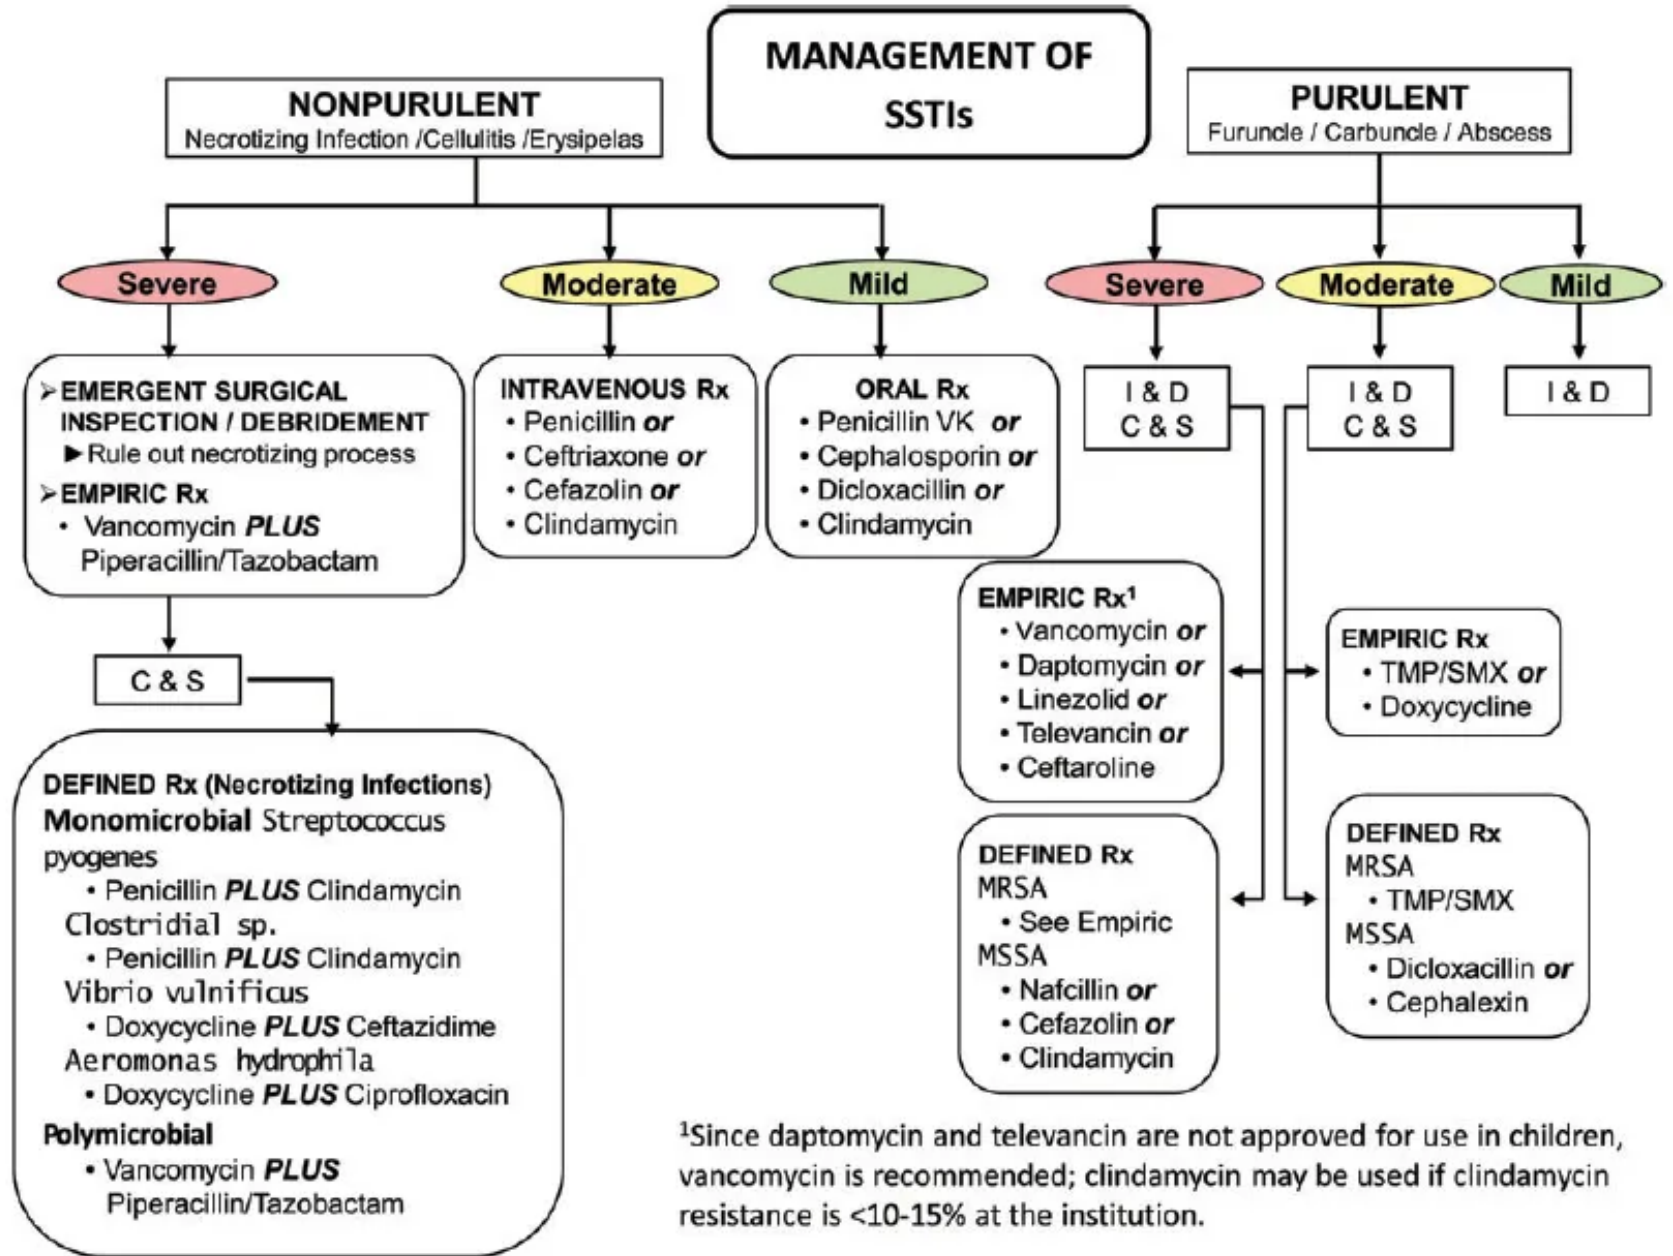 MANAGEMENT OF
SSTIs
NONPURULENT
Necrotizing Infection /Cellulitis /Erysipelas
Severe
➢EMERGENT SURGICAL
INSPECTION / DEBRIDEMENT
►Rule out necrotizing process
➢EMPIRIC Rx
• Vancomycin PLUS
Piperacillin/Tazobactam
C & S
DEFINED Rx (Necrotizing Infections)
Monomicrobial Streptococcus
pyogenes
• Penicillin PLUS Clindamycin
Clostridial sp.
• Penicillin PLUS Clindamycin
Vibrio vulnificus
• Doxycycline PLUS Ceftazidime
Aeromonas hydrophila
• Doxycycline PLUS Ciprofloxacin
Polymicrobial
• Vancomycin PLUS
Piperacillin/Tazobactam
Moderate
INTRAVENOUS Rx
• Penicillin or
• Ceftriaxone or
• Cefazolin or
• Clindamycin
Mild
ORAL Rx
• Penicillin VK or
• Cephalosporin or
• Dicloxacillin or
• Clindamycin
PURULENT
Furuncle / Carbuncle / Abscess
Severe
I & D
C & S
EMPIRIC Rx¹
• Vancomycin or
• Daptomycin or
• Linezolid or
• Televancin or
• Ceftaroline
DEFINED Rx
MRSA
• See Empiric
MSSA
• Nafcillin or
• Cefazolin or
• Clindamycin
Moderate
I & D
C & S
EMPIRIC Rx
• TMP/SMX or
• Doxycycline
DEFINED Rx
MRSA
• TMP/SMX
MSSA
• Dicloxacillin or
• Cephalexin
Mild
I & D
¹Since daptomycin and televancin are not approved for use in children,
vancomycin is recommended; clindamycin may be used if clindamycin
resistance is <10-15% at the institution.